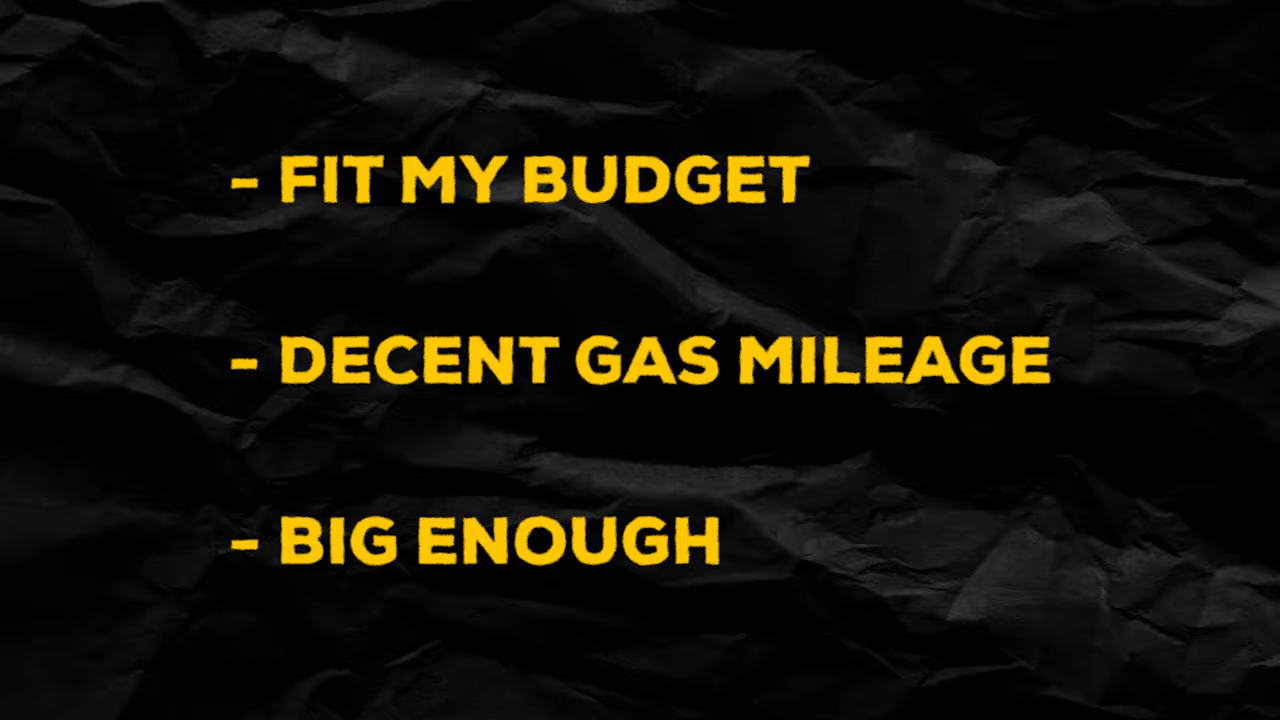 - FIT MY BUDGET
- DECENT GAS MILEAGE
- BIG ENOUGH